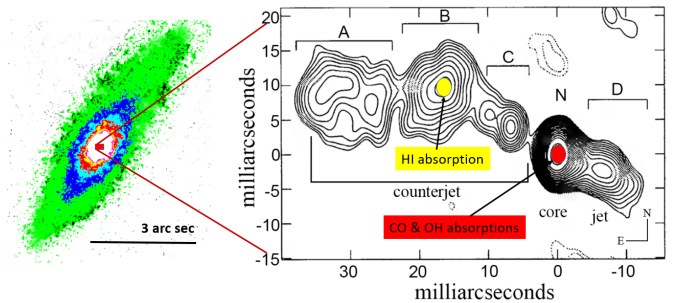 3 arc sec
milliarcseconds
20
15
10
5
0
-5
-10
-15
A
B
C
N
D
HI absorption
counterjet
core
jet
CO & OH absorptions
N
E
30
20
10
0
-10
milliarcseconds